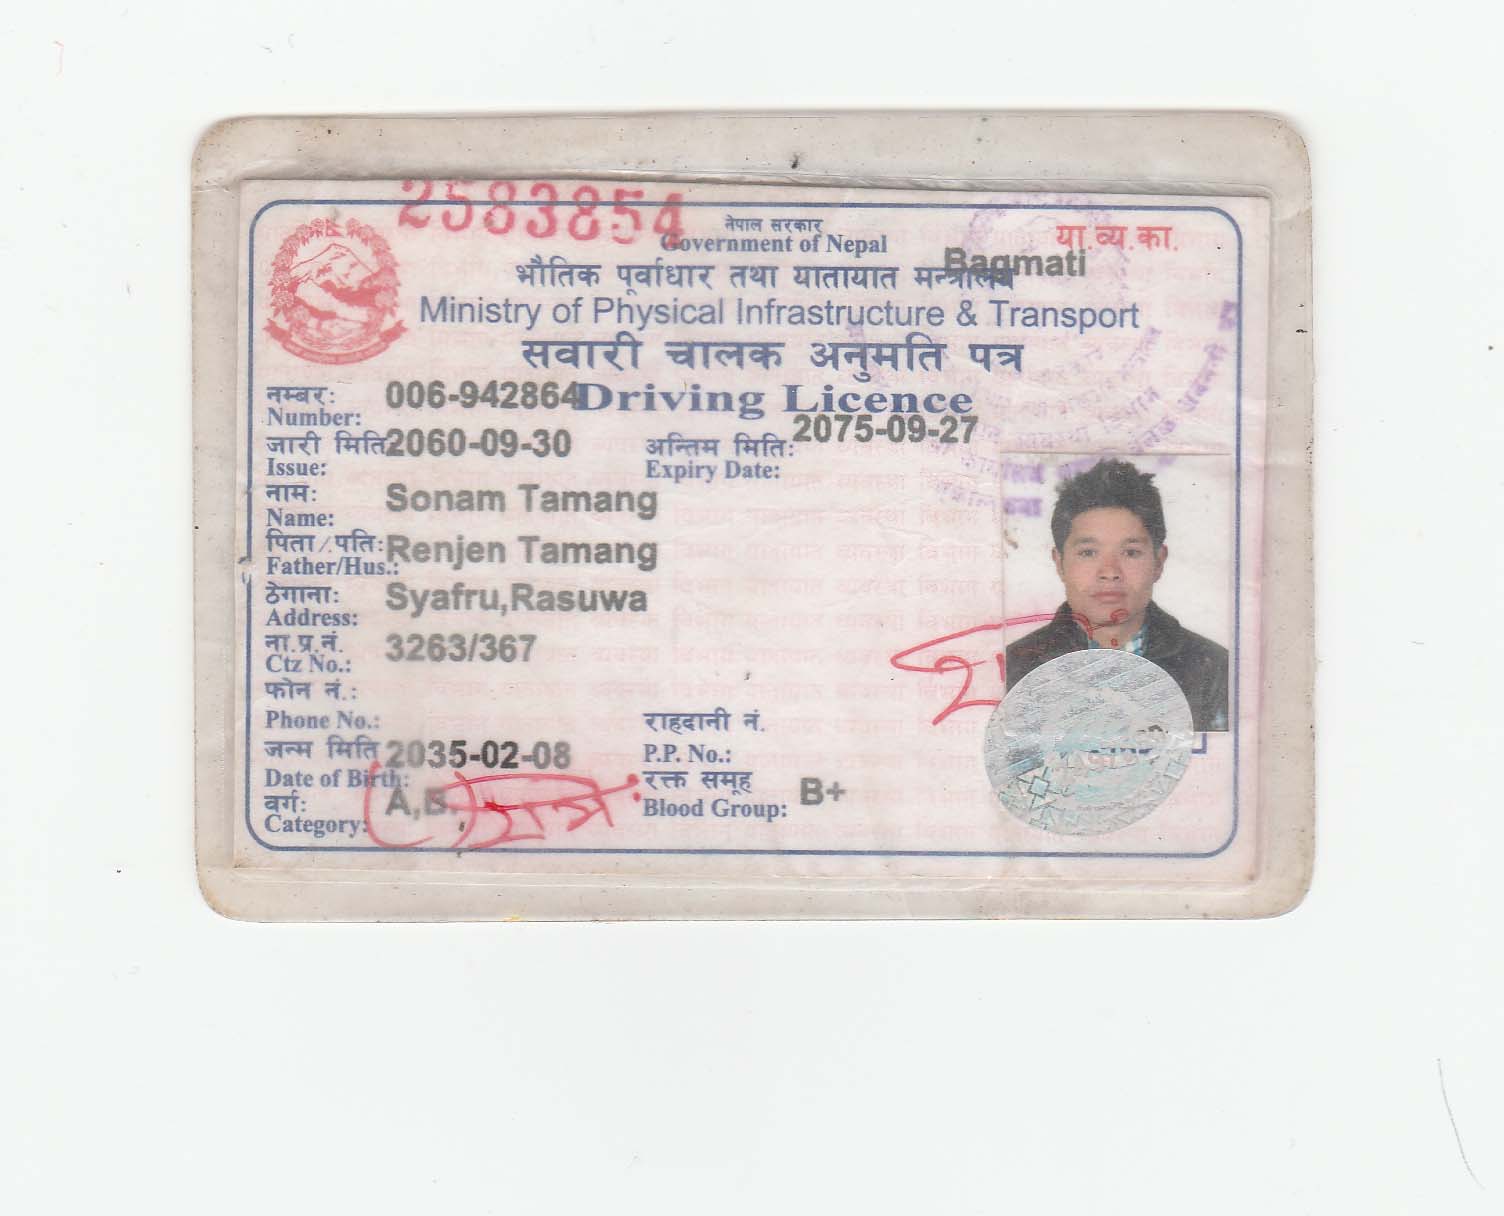 2583854
नेपाल सरकार
Government of Nepal
या.व्य.का.
Bagmati
भौतिक पूर्वाधार तथा यातायात मन्त्रालय
Ministry of Physical Infrastructure & Transport
सवारी चालक अनुमति पत्र
Driving Licence
नम्बर:
Number: 006-942864
जारी मिति 2060-09-30
Issue:
अन्तिम मिति: 2075-09-27
Expiry Date:
नाम:
Name: Sonam Tamang
पिता/पति:
Father/Hus.: Renjen Tamang
ठेगाना:
Address: Syafru,Rasuwa
ना.प्र.नं.
Ctz No.: 3263/367
फोन नं.:
Phone No.:
राहदानी नं.
P.P. No.:
जन्म मिति 2035-02-08
Date of Birth:
रक्त समूह
Blood Group: B+
वर्ग:
Category: A,B.